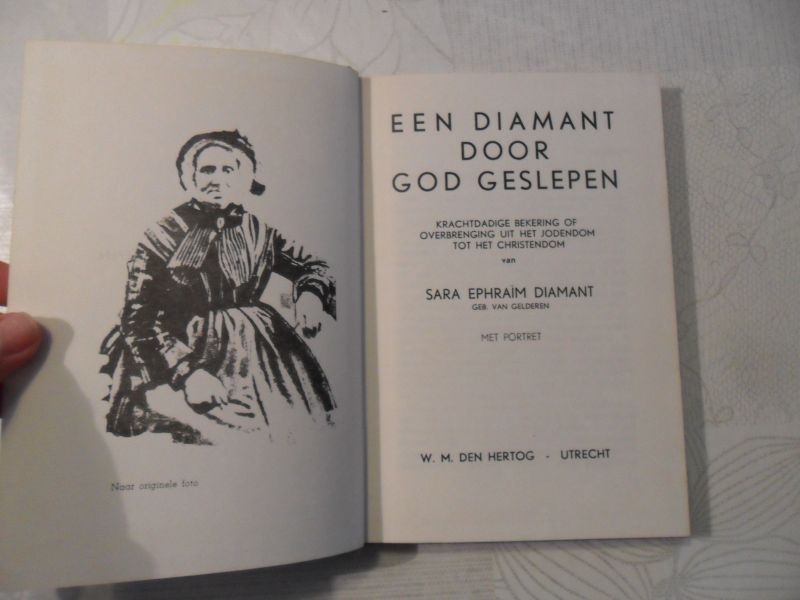 Naar originele foto
EEN DIAMANT
DOOR
GOD GESLEPEN
KRACHTDADIGE BEKERING OF
OVERBRENGING UIT HET JODENDOM
TOT HET CHRISTENDOM
van
SARA EPHRAÏM DIAMANT
GEB. VAN GELDEREN
MET PORTRET
W. M. DEN HERTOG - UTRECHT